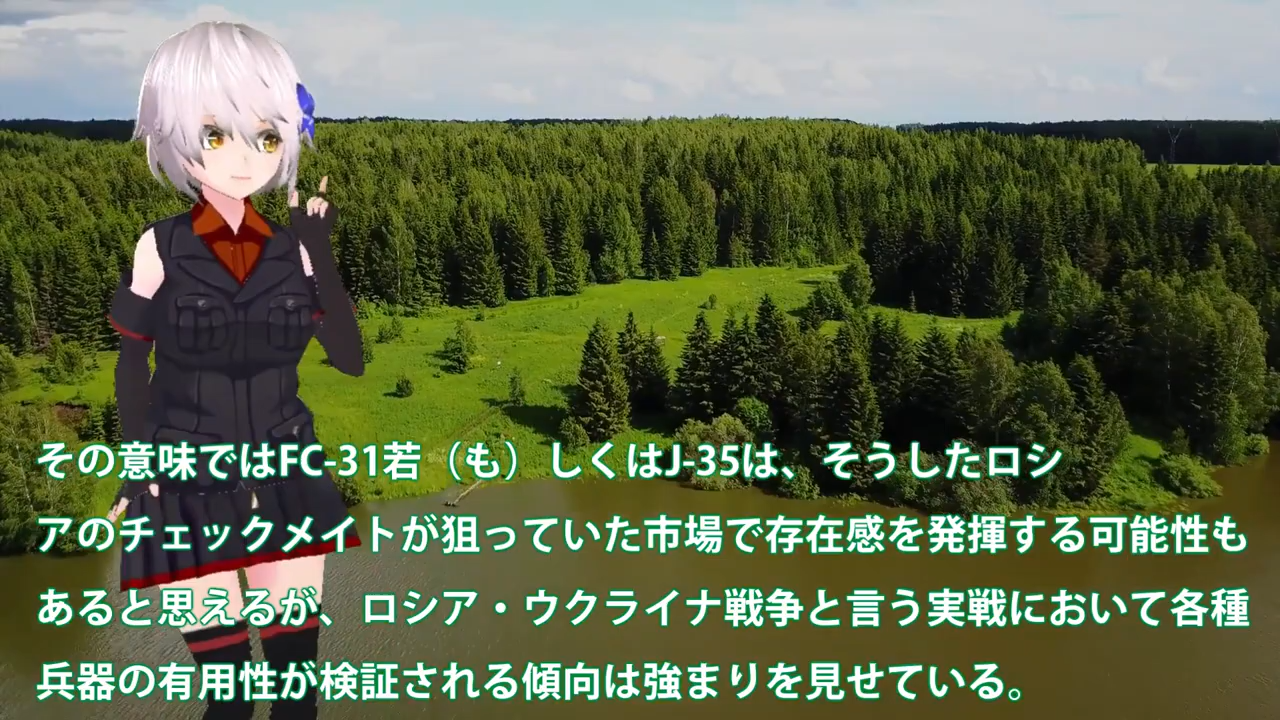 その意味ではFC-31若（も）しくはJ-35は、そうしたロシ
アのチェックメイトが狙っていた市場で存在感を発揮する可能性も
あると思えるが、ロシア・ウクライナ戦争と言う実戦において各種
兵器の有用性が検証される傾向は強まりを見せている。